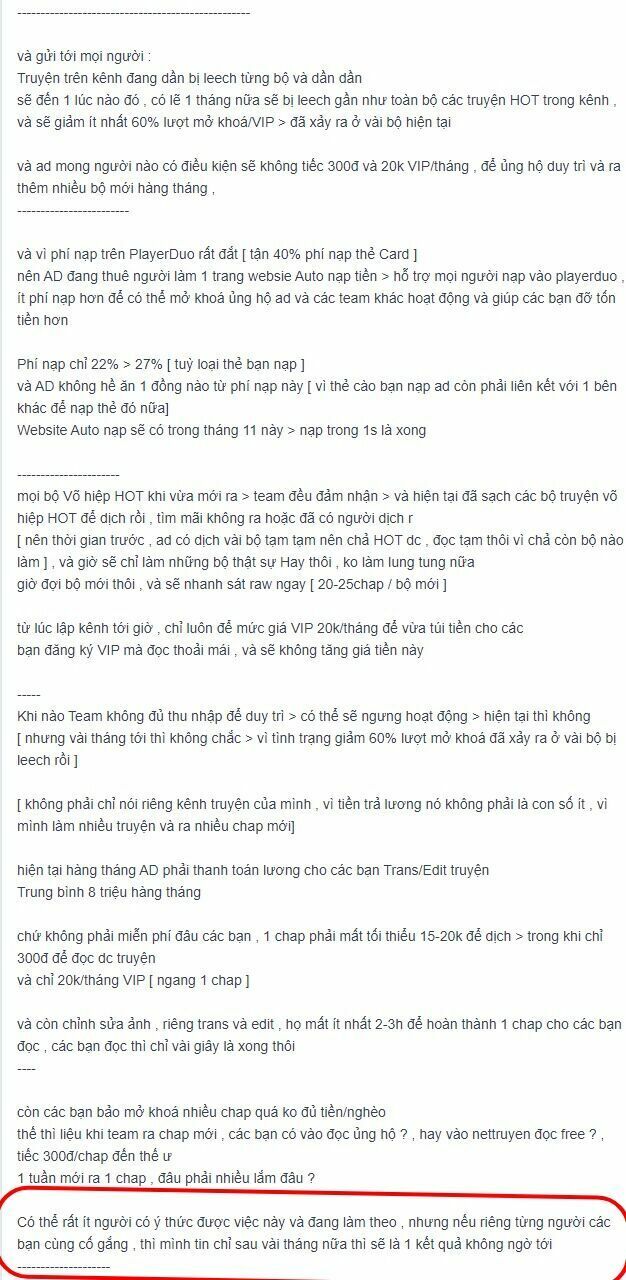 --------------------------------------------------
và gửi tới mọi người :
Truyện trên kênh đang dần bị leech từng bộ và dần dần
sẽ đến 1 lúc nào đó , có lẽ 1 tháng nữa sẽ bị leech gần như toàn bộ các truyện HOT trong kênh ,
và sẽ giảm ít nhất 60% lượt mở khoá/VIP > đã xảy ra ở vài bộ hiện tại
và ad mong người nào có điều kiện sẽ không tiếc 300đ và 20k VIP/tháng , để ủng hộ duy trì và ra
thêm nhiều bộ mới hàng tháng ,
------------------------
và vì phí nạp trên PlayerDuo rất đắt [ tận 40% phí nạp thẻ Card ]
nên AD đang thuê người làm 1 trang websie Auto nạp tiền > hỗ trợ mọi người nạp vào playerduo ,
ít phí nạp hơn để có thể mở khoá ủng hộ ad và các team khác hoạt động và giúp các bạn đỡ tốn
tiền hơn
Phí nạp chỉ 22% > 27% [ tuỳ loại thẻ bạn nạp ]
và AD không hề ăn 1 đồng nào từ phí nạp này [ vì thẻ cào bạn nạp ad còn phải liên kết với 1 bên
khác để nạp thẻ đó nữa]
Website Auto nạp sẽ có trong tháng 11 này > nạp trong 1s là xong
----------------------
mọi bộ Võ hiệp HOT khi vừa mới ra > team đều đảm nhận > và hiện tại đã sạch các bộ truyện võ
hiệp HOT để dịch rồi , tìm mãi không ra hoặc đã có người dịch r
[ nên thời gian trước , ad có dịch vài bộ tạm tạm nên chả HOT dc , đọc tạm thôi vì chả còn bộ nào
làm ] , và giờ sẽ chỉ làm những bộ thật sự Hay thôi , ko làm lung tung nữa
giờ đợi bộ mới thôi , và sẽ nhanh sát raw ngay [ 20-25chap / bộ mới ]
từ lúc lập kênh tới giờ , chỉ luôn để mức giá VIP 20k/tháng để vừa túi tiền cho các
bạn đăng ký VIP mà đọc thoải mái , và sẽ không tăng giá tiền này
-----
Khi nào Team không đủ thu nhập để duy trì > có thể sẽ ngưng hoạt động > hiện tại thì không
[ nhưng vài tháng tới thì không chắc > vì tình trạng giảm 60% lượt mở khoá đã xảy ra ở vài bộ bị
leech rồi ]
[ không phải chỉ nói riêng kênh truyện của mình , vì tiền trả lương nó không phải là con số ít , vì
mình làm nhiều truyện và ra nhiều chap mới]
hiện tại hàng tháng AD phải thanh toán lương cho các bạn Trans/Edit truyện
Trung bình 8 triệu hàng tháng
chứ không phải miễn phí đâu các bạn , 1 chap phải mất tối thiểu 15-20k để dịch > trong khi chỉ
300đ để đọc dc truyện
và chỉ 20k/tháng VIP [ ngang 1 chap ]
và còn chỉnh sửa ảnh , riêng trans và edit , họ mất ít nhất 2-3h để hoàn thành 1 chap cho các bạn
đọc , các bạn đọc thì chỉ vài giây là xong thôi
----
còn các bạn bảo mở khoá nhiều chap quá ko đủ tiền/nghèo
thế thì liệu khi team ra chap mới , các bạn có vào đọc ủng hộ ? , hay vào nettruyen đọc free ? ,
tiếc 300đ/chap đến thế ư
1 tuần mới ra 1 chap , đâu phải nhiều lắm đâu ?
Có thể rất ít người có ý thức được việc này và đang làm theo , nhưng nếu riêng từng người các
bạn cùng cố gắng , thì mình tin chỉ sau vài tháng nữa thì sẽ là 1 kết quả không ngờ tới
--------------------